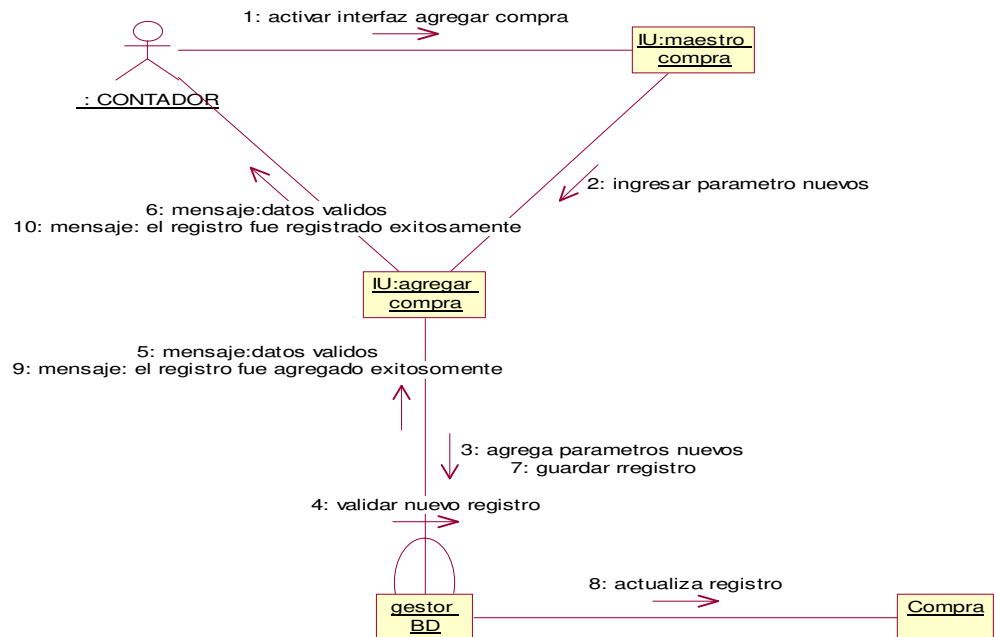 1: activar interfaz agregar compra
IU:maestro
compra
_ : CONTADOR
2: ingresar parametro nuevos
6: mensaje:datos validos
10: mensaje: el registro fue registrado exitosamente
IU:agregar
compra
5: mensaje:datos validos
9: mensaje: el registro fue agregado exitosomente
3: agrega parametros nuevos
7: guardar rregistro
4: validar nuevo registro
8: actualiza registro
gestor
BD
Compra